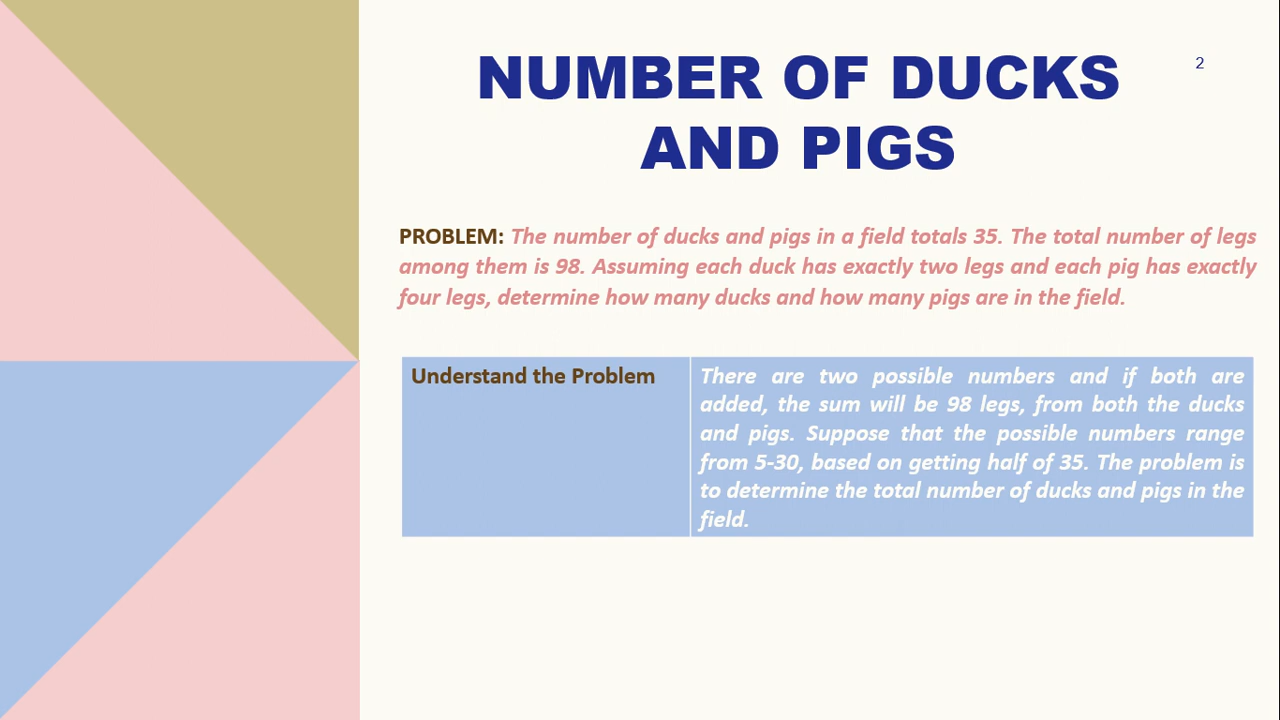 NUMBER OF DUCKS
AND PIGS
2
PROBLEM: The number of ducks and pigs in a field totals 35. The total number of legs
among them is 98. Assuming each duck has exactly two legs and each pig has exactly
four legs, determine how many ducks and how many pigs are in the field.
Understand the Problem
There are two possible numbers and if both are
added, the sum will be 98 legs, from both the ducks
and pigs. Suppose that the possible numbers range
from 5-30, based on getting half of 35. The problem is
to determine the total number of ducks and pigs in the
field.